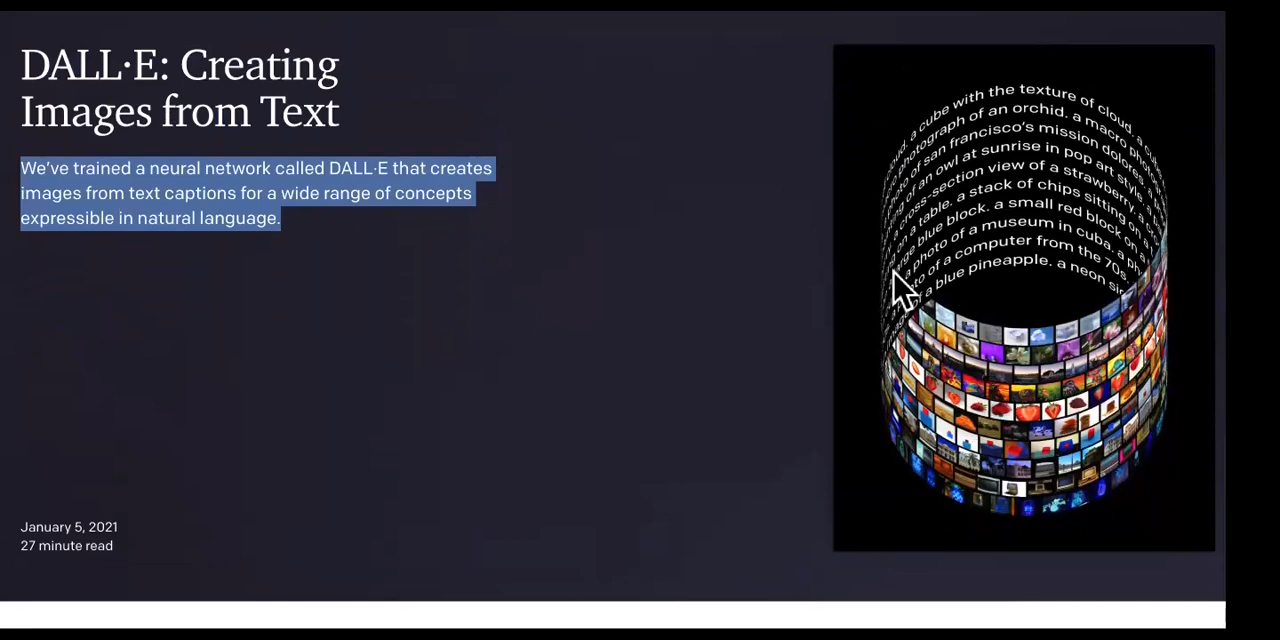 DALL·E: Creating
Images from Text
We’ve trained a neural network called DALL·E that creates
images from text captions for a wide range of concepts
expressible in natural language.
January 5, 2021
27 minute read
a cube with the texture of cloud.
photograph of an orchid. a macro
of san francisco’s mission dolores.
of an owl at sunrise in pop art style.
a cross-section view of a strawberry.
on a table. a stack of chips sitting on a
blue block. a small red block on a
a photo of a museum in cuba. a
of a computer from the 70s.
a blue pineapple. a neon